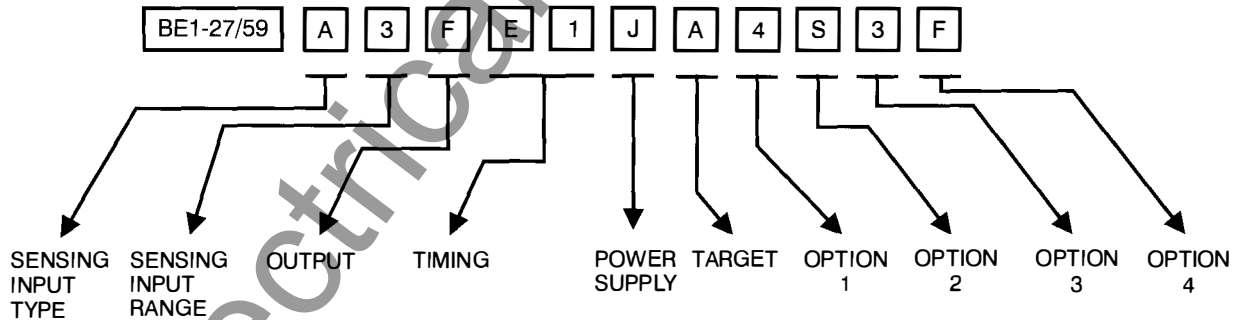 BE1-27/59 A 3 F E 1 J A 4 S 3 F
SENSING INPUT TYPE
SENSING INPUT RANGE
OUTPUT
TIMING
POWER SUPPLY
TARGET
OPTION 1
OPTION 2
OPTION 3
OPTION 4